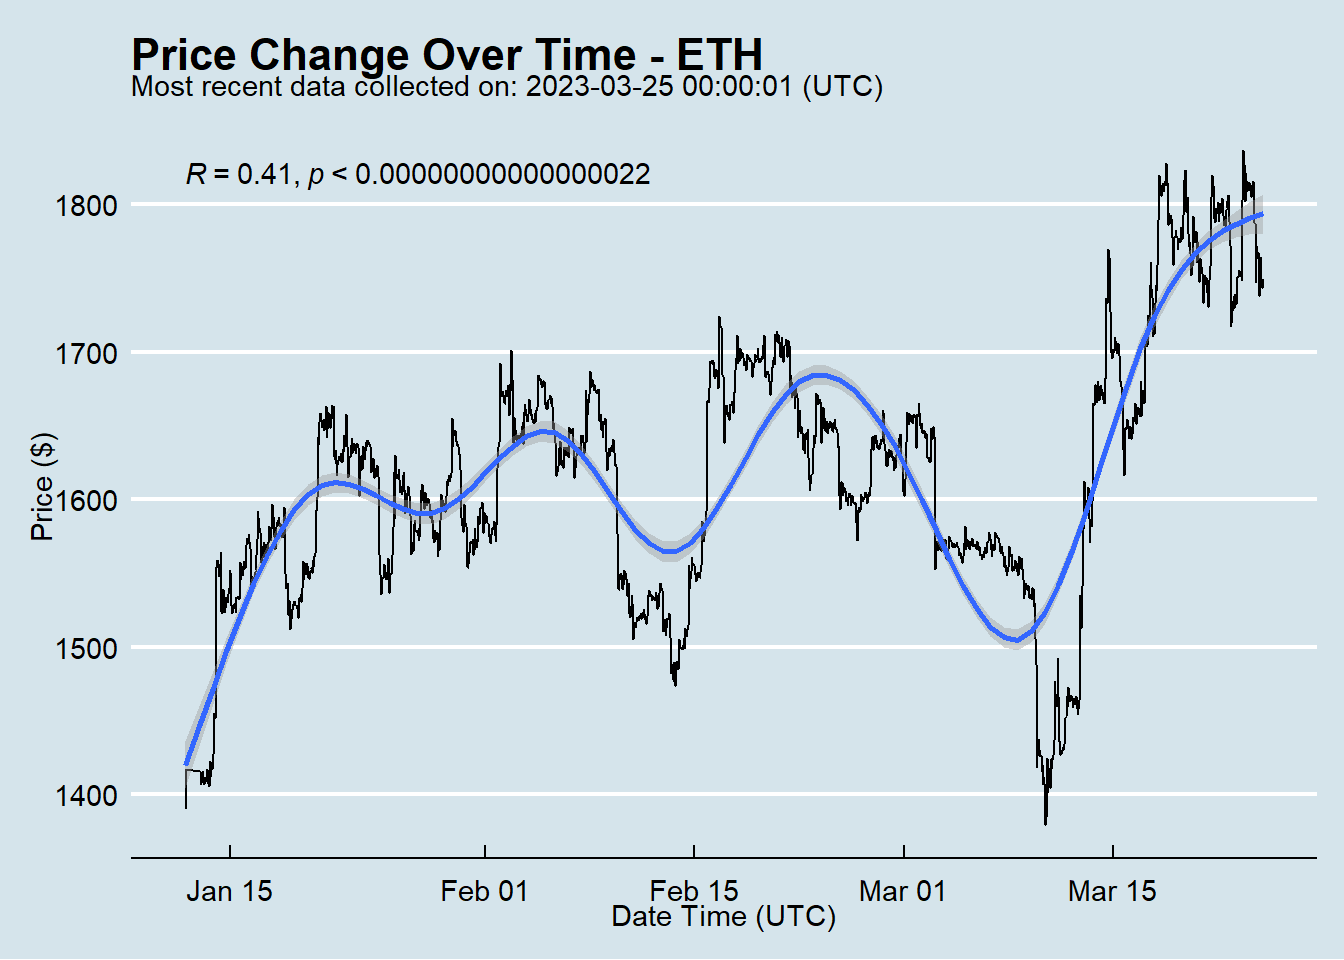 Price Change Over Time - ETH
Most recent data collected on: 2023-03-25 00:00:01 (UTC)
R = 0.41, p < 0.00000000000000022
1800
1700
1600
1500
1400
Price ($)
Jan 15 Feb 01 Feb 15 Mar 01 Mar 15
Date Time (UTC)